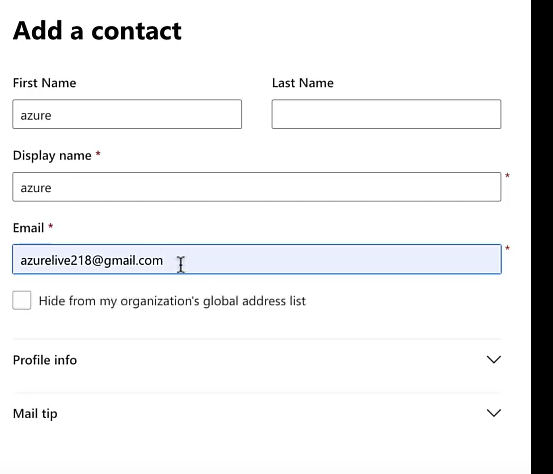 Add a contact
First Name
Last Name
azure
Display name *
*
azure
Email *
*
azurelive218@gmail.com
Hide from my organization's global address list
Profile info
Mail tip